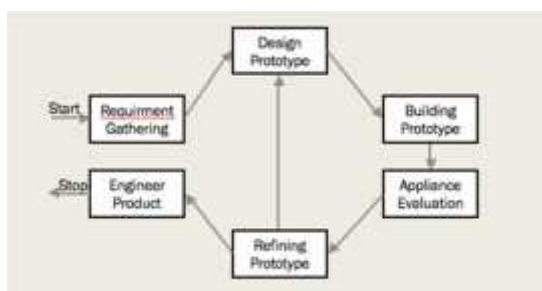 Design
Prototype
Start
Requirment
Gathering
Building
Prototype
Stop
Engineer
Product
Appliance
Evaluation
Refining
Prototype